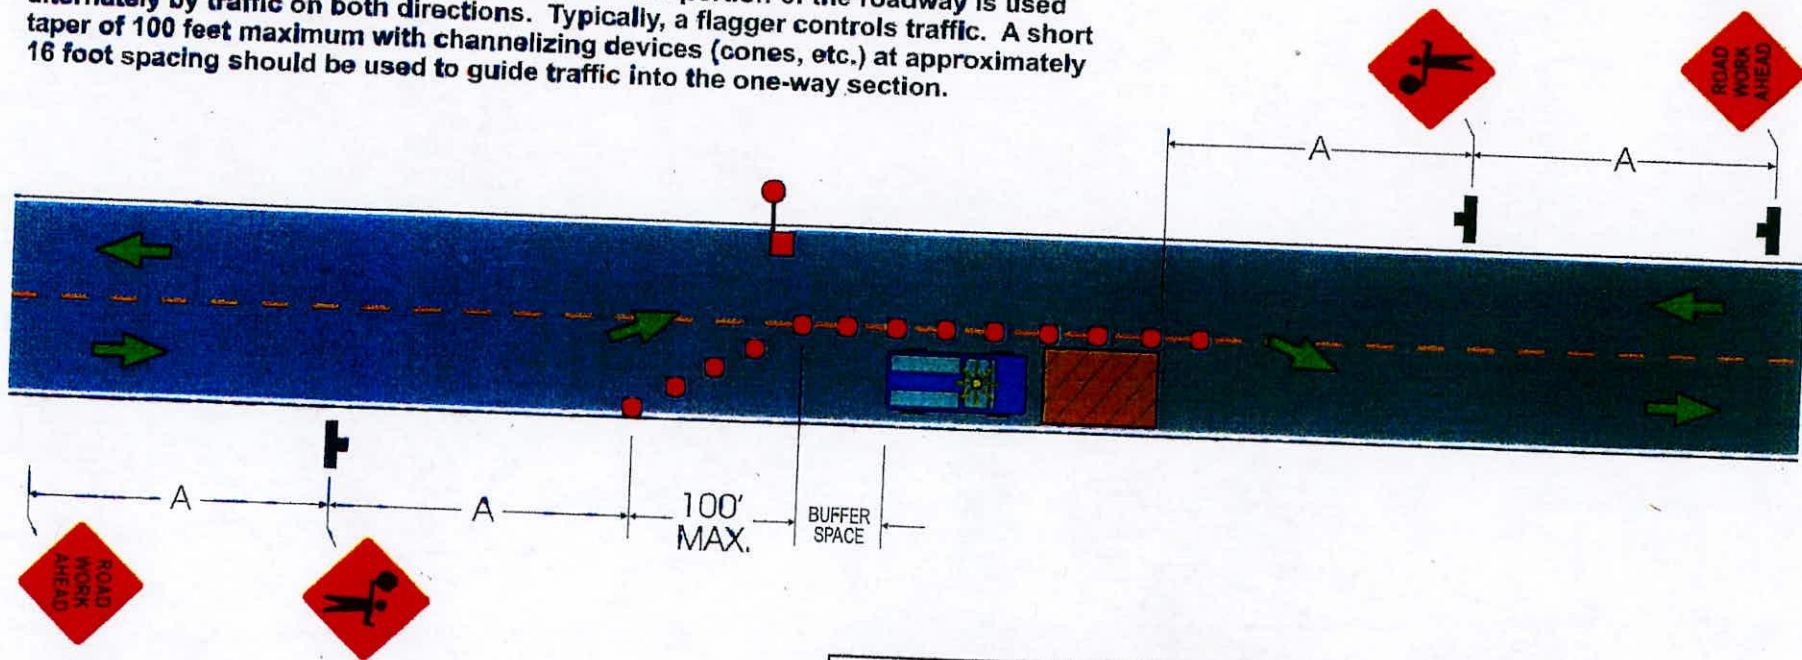 alternately by traffic on both directions. Typically, a flagger controls traffic. A short
taper of 100 feet maximum with channelizing devices (cones, etc.) at approximately
16 foot spacing should be used to guide traffic into the one-way section.
ROAD
WORK
AHEAD
A
A
A
A
100'
MAX.
BUFFER
SPACE
ROAD
WORK
AHEAD